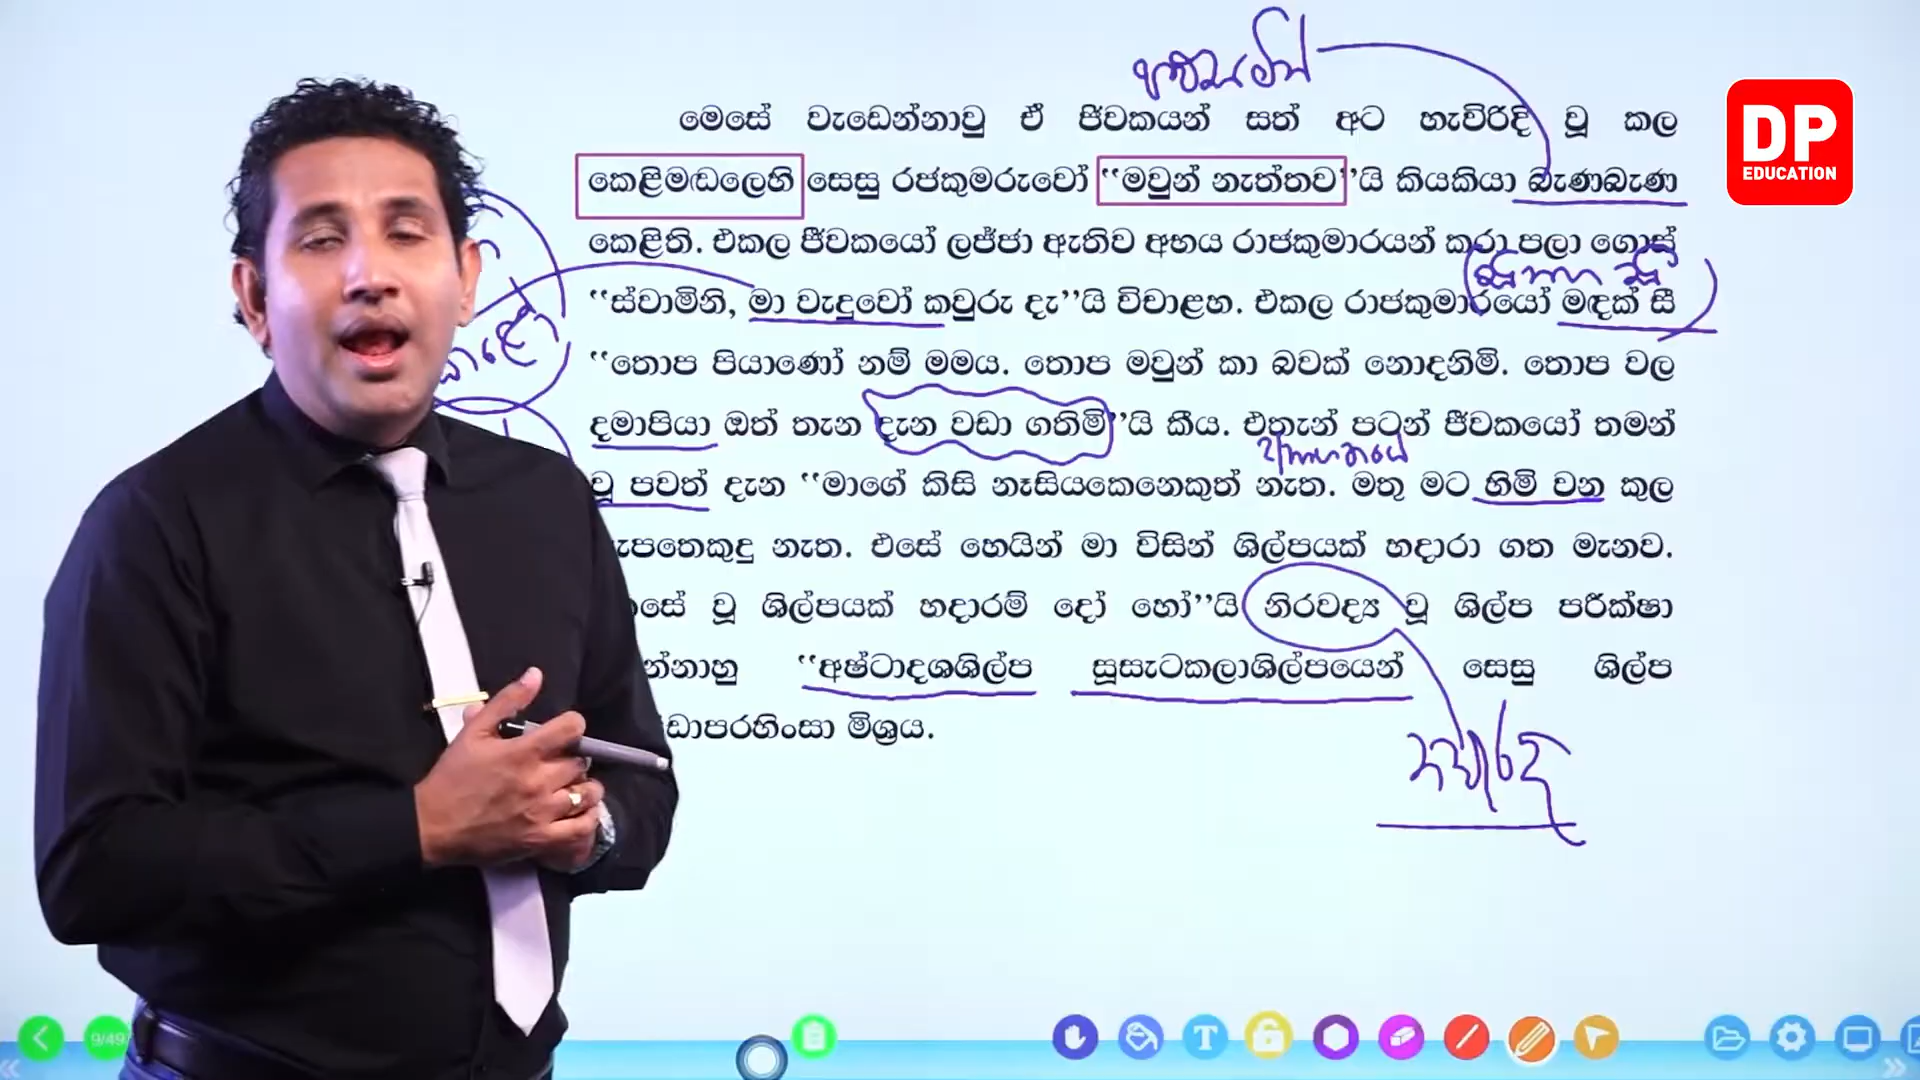 DP
EDUCATION
මෙසේ වැඩෙන්නාවු ඒ ජීවකයන් සත් අට හැවිරිදි වූ කල
කෙළිමඬලෙහි සෙසු රජකුමරුවෝ “මවුන් නැත්තව”යි කියකියා බැණබැණ
කෙළිති. එකල ජීවකයෝ ලජ්ජා ඇතිව අභය රාජකුමාරයන් කරා පලා ගොස්
“ස්වාමිනි, මා වැදුවෝ කවුරු දැ”යි විචාළහ. එකල රාජකුමාරයෝ මඳක් සී
“තොප පියාණෝ නම් මමය. තොප මවුන් කා බවක් නොදනිමි. තොප වල
දමාපියා ඔත් තැන දැන වඩා ගතිමි”යි කීය. එතැන් පටන් ජීවකයෝ තමන්
වූ පවත් දැන “මාගේ කිසි නෑසියකෙනෙකුත් නැත. මතු මට හිමි වන කුල
නැත. එසේ හෙයින් මා විසින් ශිල්පයක් හදාරා ගත මැනව.
වූ ශිල්පයක් හදාරම් දෝ හෝ”යි නිරවද්‍ය වූ ශිල්ප පරීක්ෂා
“අෂ්ටාදශශිල්ප සූසැටකලාශිල්පයෙන් සෙසු ශිල්ප
මිශ්‍රය.
9/49